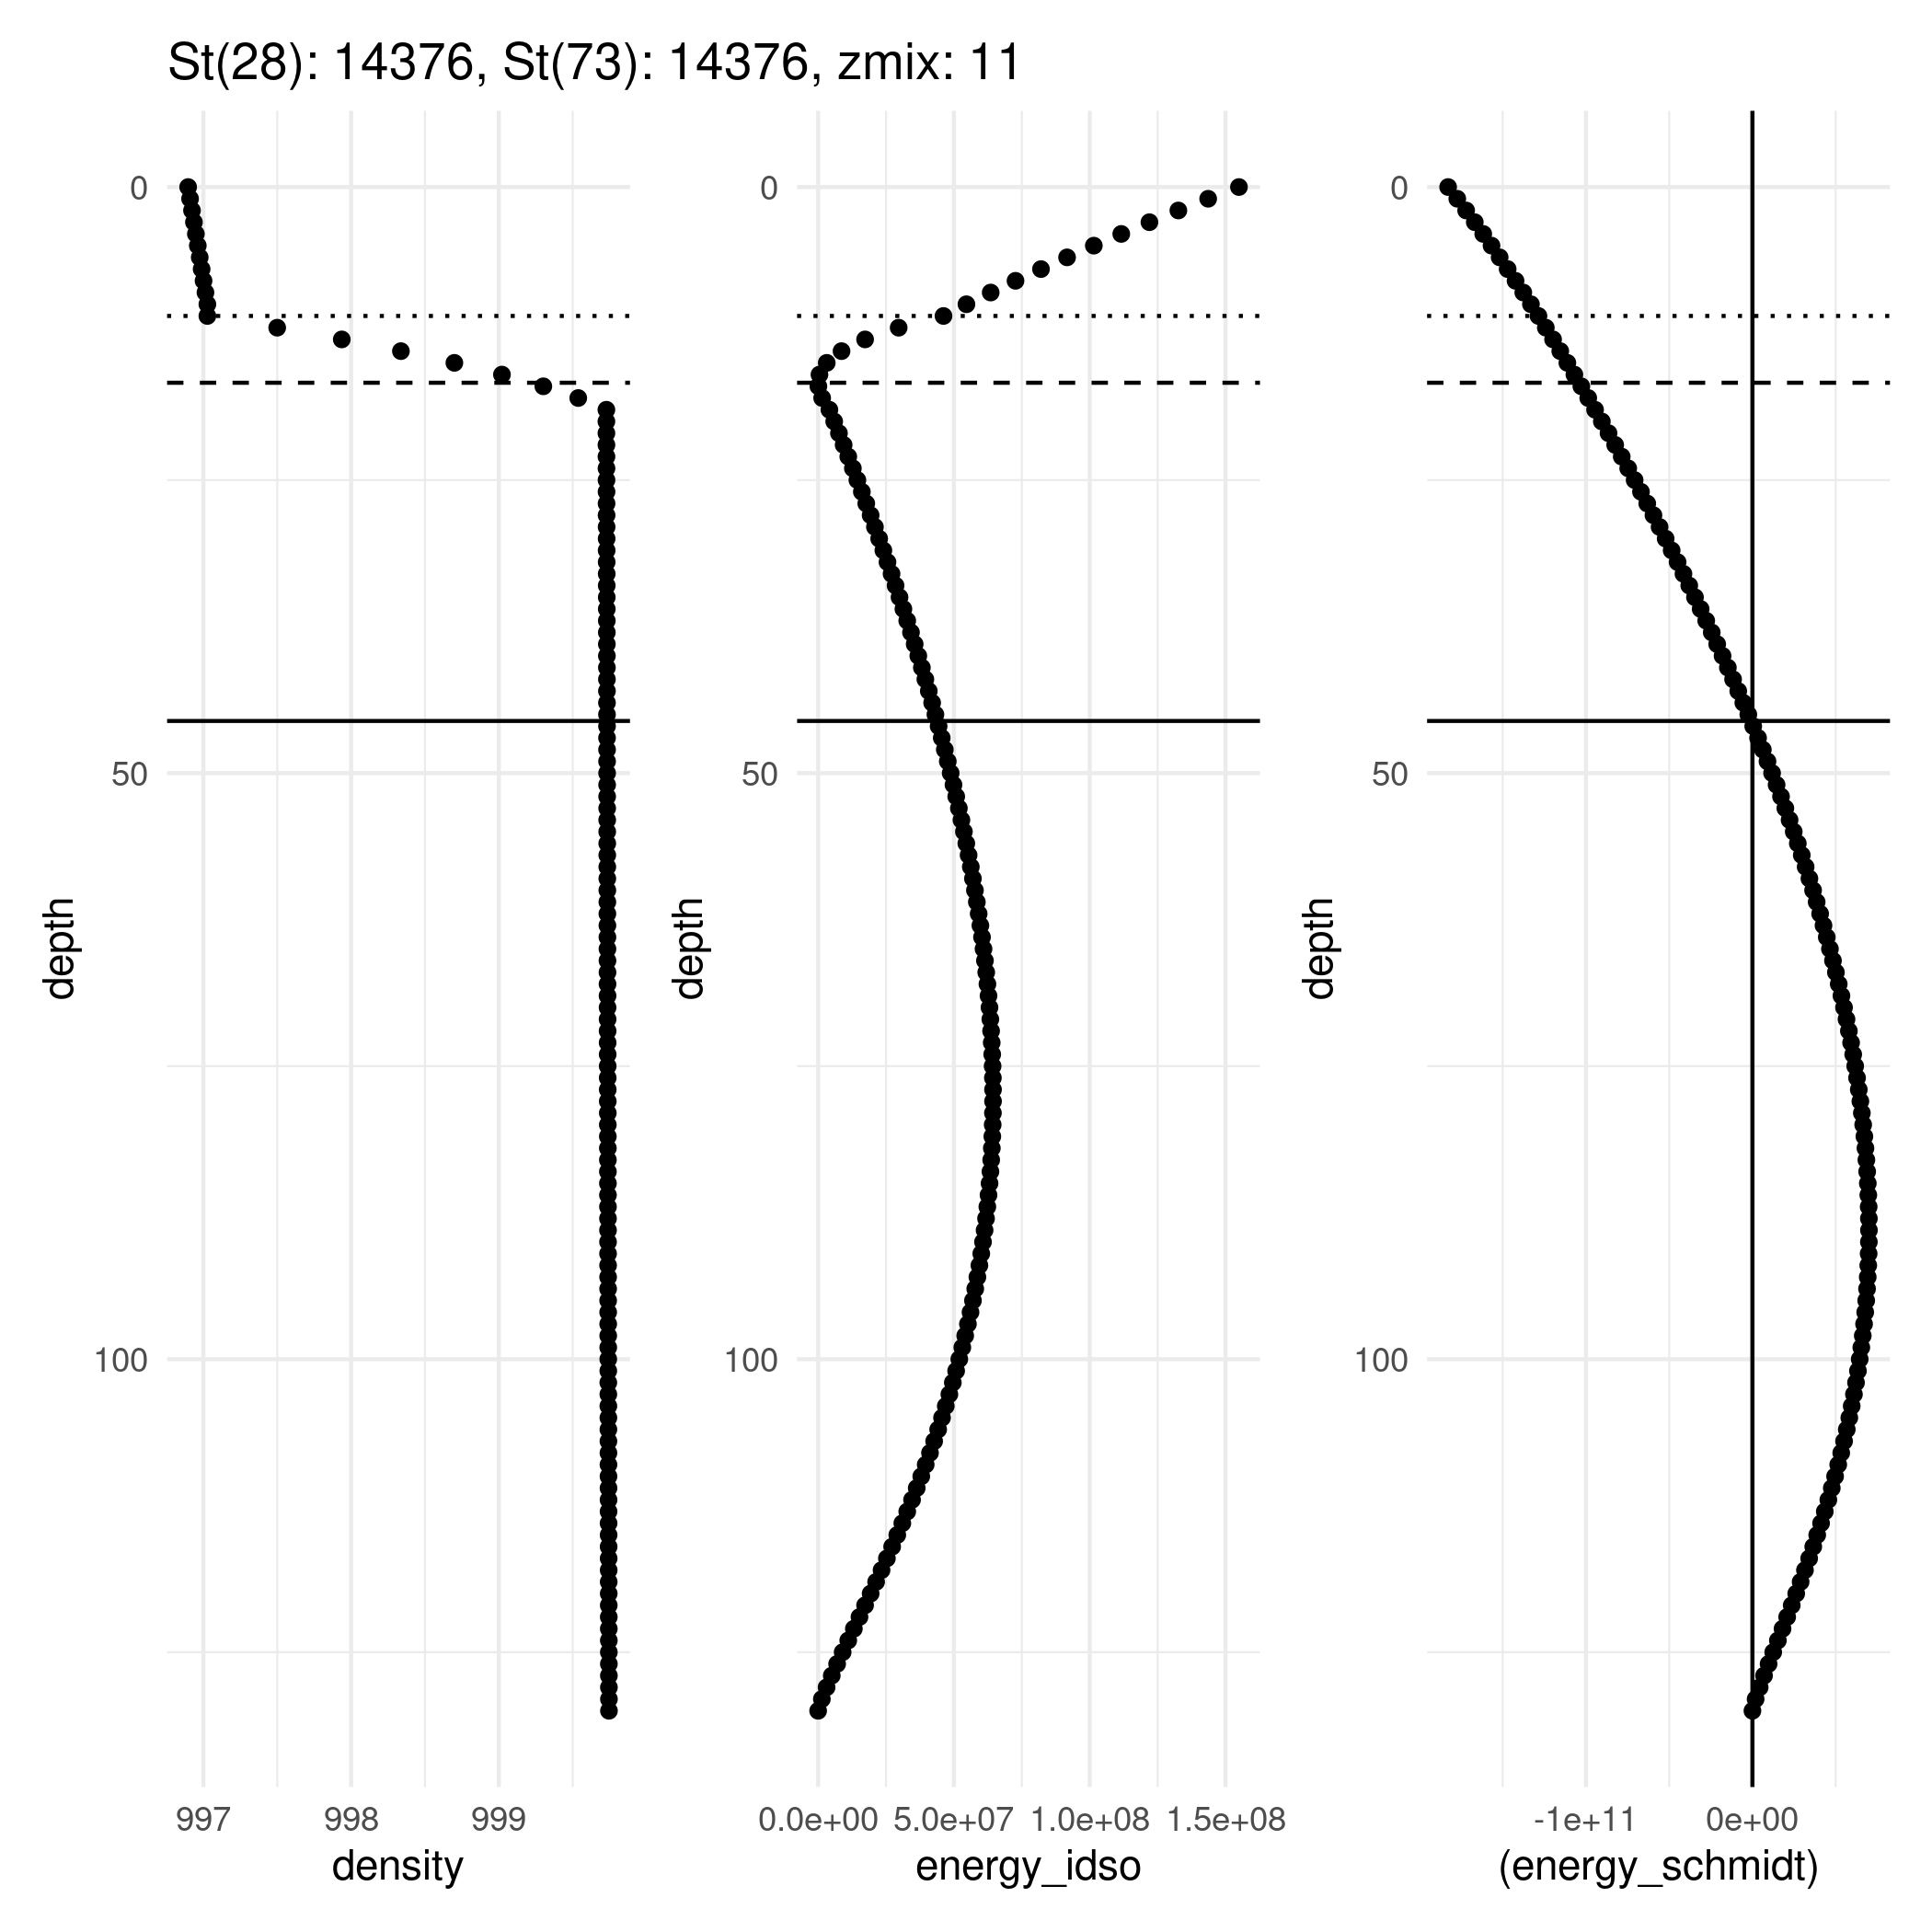 St(28): 14376, St(73): 14376, zmix: 11
0
50
100
depth
997 998 999
density
0
50
100
depth
0.0e+00 5.0e+07 1.0e+08 1.5e+08
energy_idso
0
50
100
depth
-1e+11 0e+00
(energy_schmidt)